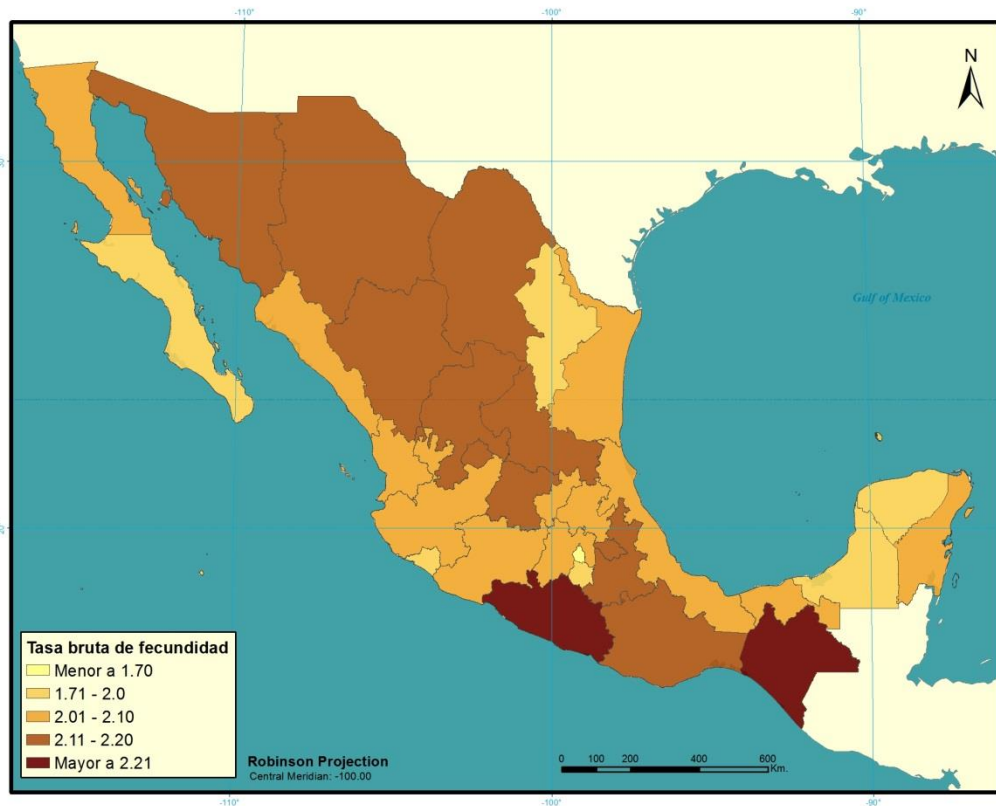 -110°
-100°
-90°
N
30
Gulf of Mexico
20
Tasa bruta de fecundidad
Menor a 1.70
1.71 - 2.0
2.01 - 2.10
2.11 - 2.20
Mayor a 2.21
Robinson Projection
Central Meridian: -100.00
0 100 200 400 600
Km.
-110°
-100°
-90°